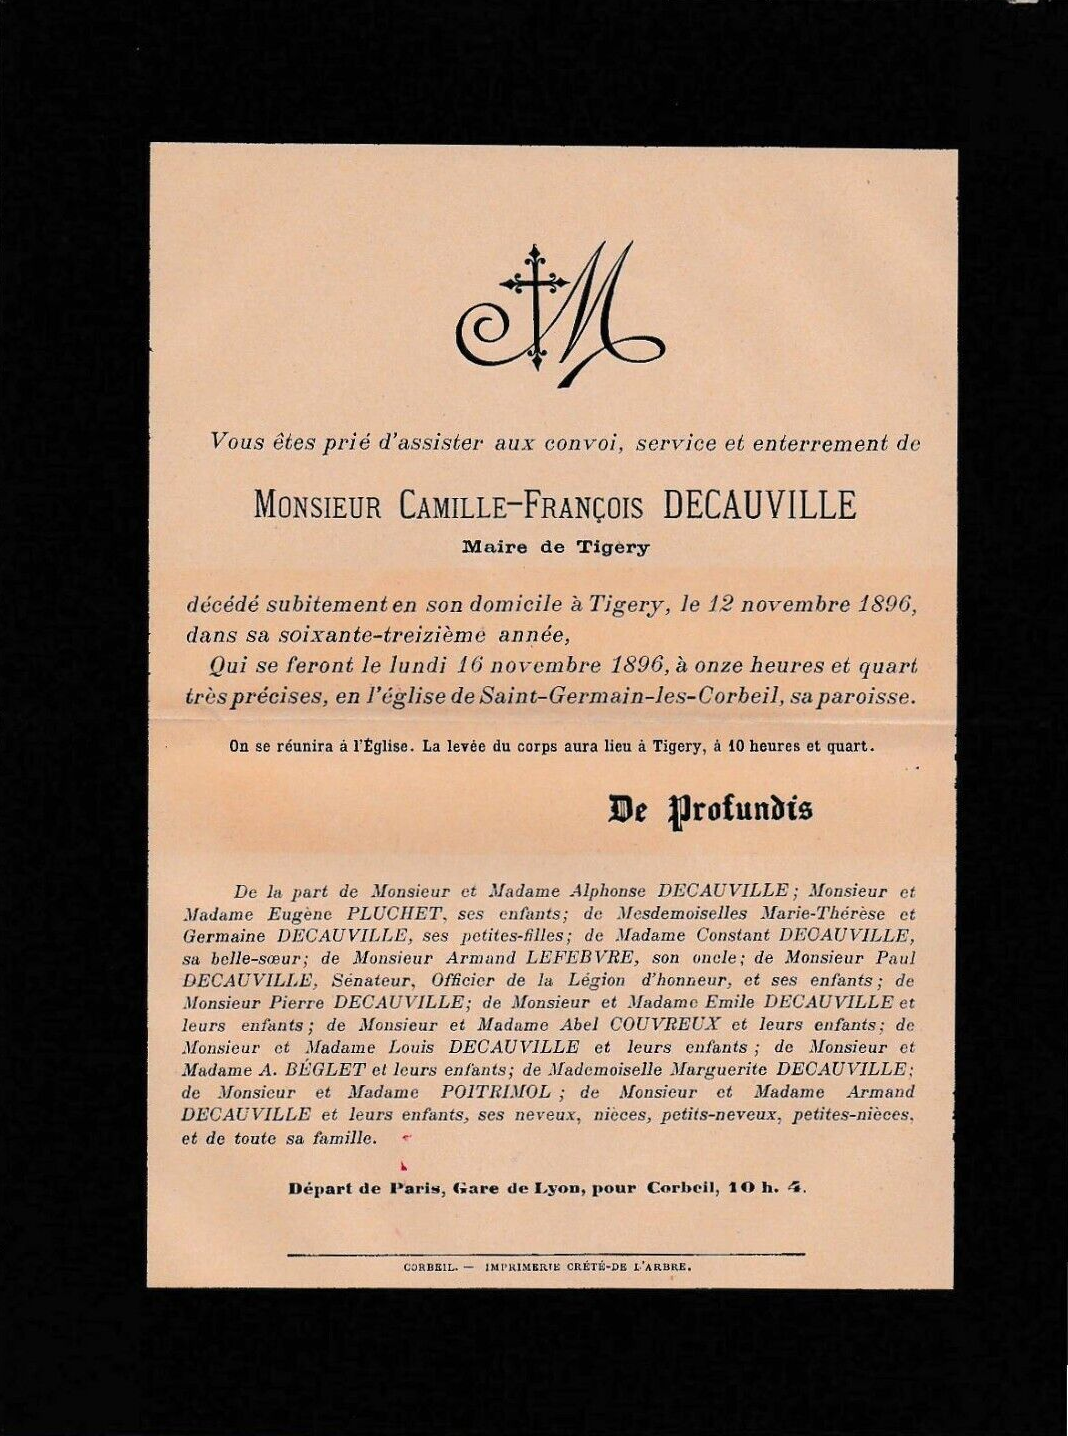 M
Vous êtes prié d'assister aux convoi, service et enterrement de
MONSIEUR CAMILLE-FRANÇOIS DECAUVILLE
Maire de Tigery
décédé subitement en son domicile à Tigery, le 12 novembre 1896,
dans sa soixante-treizième année,
Qui se feront le lundi 16 novembre 1896, à onze heures et quart
très précises, en l'église de Saint-Germain-les-Corbeil, sa paroisse.
On se réunira à l'Église. La levée du corps aura lieu à Tigery, à 10 heures et quart.
De Profundis
De la part de Monsieur et Madame Alphonse DECAUVILLE; Monsieur et
Madame Eugène PLUCHET, ses enfants; de Mesdemoiselles Marie-Thérèse et
Germaine DECAUVILLE, ses petites-filles; de Madame Constant DECAUVILLE,
sa belle-sœur; de Monsieur Armand LEFEBVRE, son oncle; de Monsieur Paul
DECAUVILLE, Sénateur, Officier de la Légion d'honneur, et ses enfants; de
Monsieur Pierre DECAUVILLE; de Monsieur et Madame Emile DECAUVILLE et
leurs enfants; de Monsieur et Madame Abel COUVREUX et leurs enfants; de
Monsieur et Madame Louis DECAUVILLE et leurs enfants; de Monsieur et
Madame A. BÉGLET et leurs enfants; de Mademoiselle Marguerite DECAUVILLE;
de Monsieur et Madame POITRIMOL; de Monsieur et Madame Armand
DECAUVILLE et leurs enfants, ses neveux, nièces, petits-neveux, petites-nièces,
et de toute sa famille.
Départ de Paris, Gare de Lyon, pour Corbeil, 10 h. 4.
CORBEIL. — IMPRIMERIE CRÉTÉ-DE L'ARBRE.